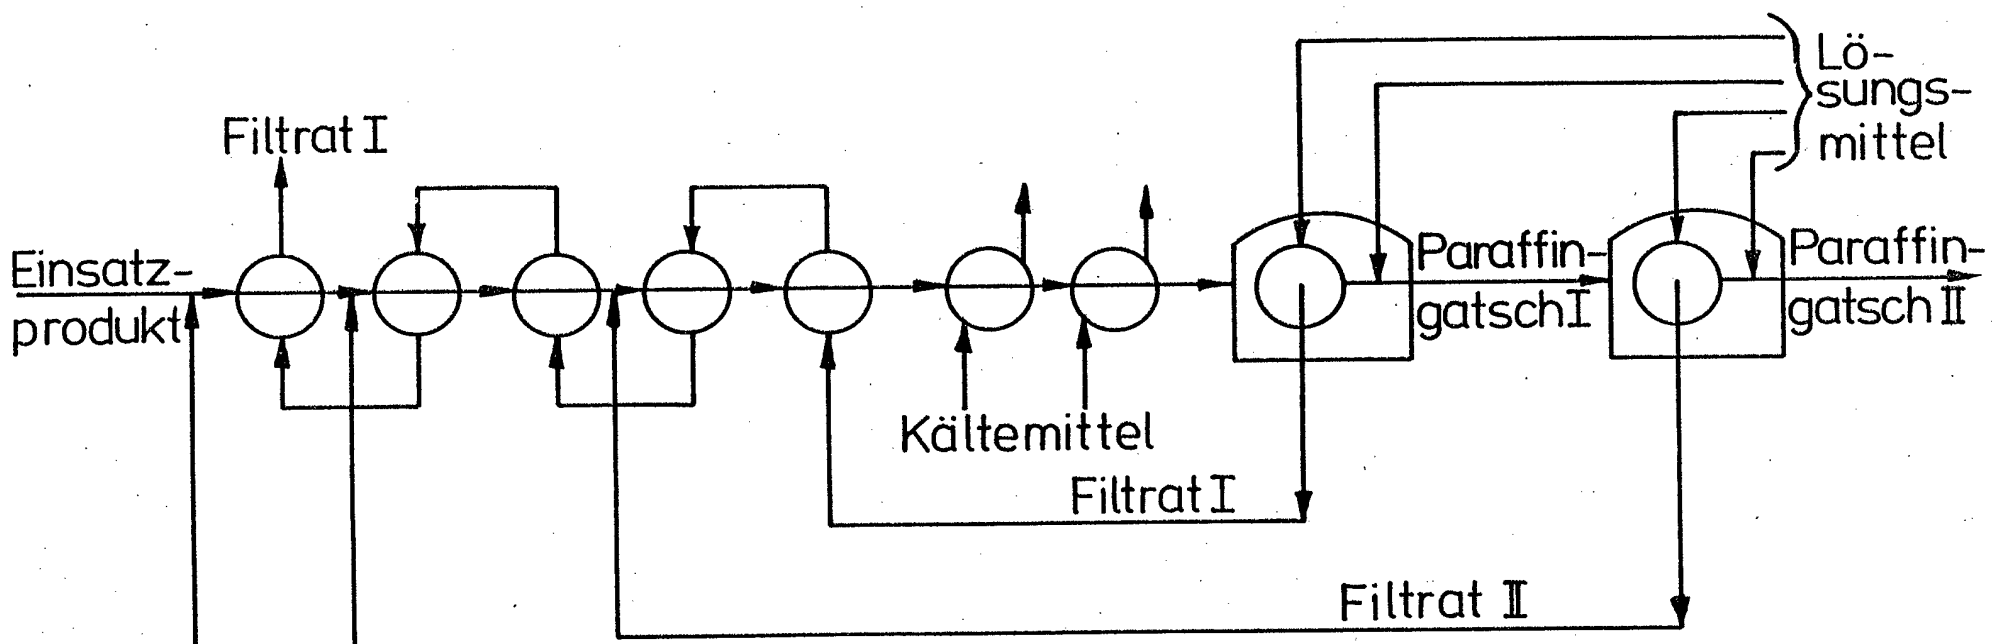 Lö-
sungs-
mittel
Filtrat I
Einsatz-
produkt
Paraffin-
gatsch I
Paraffin-
gatsch II
Kältemittel
Filtrat I
Filtrat II